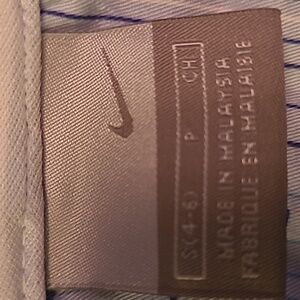 S(4-6) P CH
MADE IN MALAYSIA
FABRIQUE EN MALAISIE